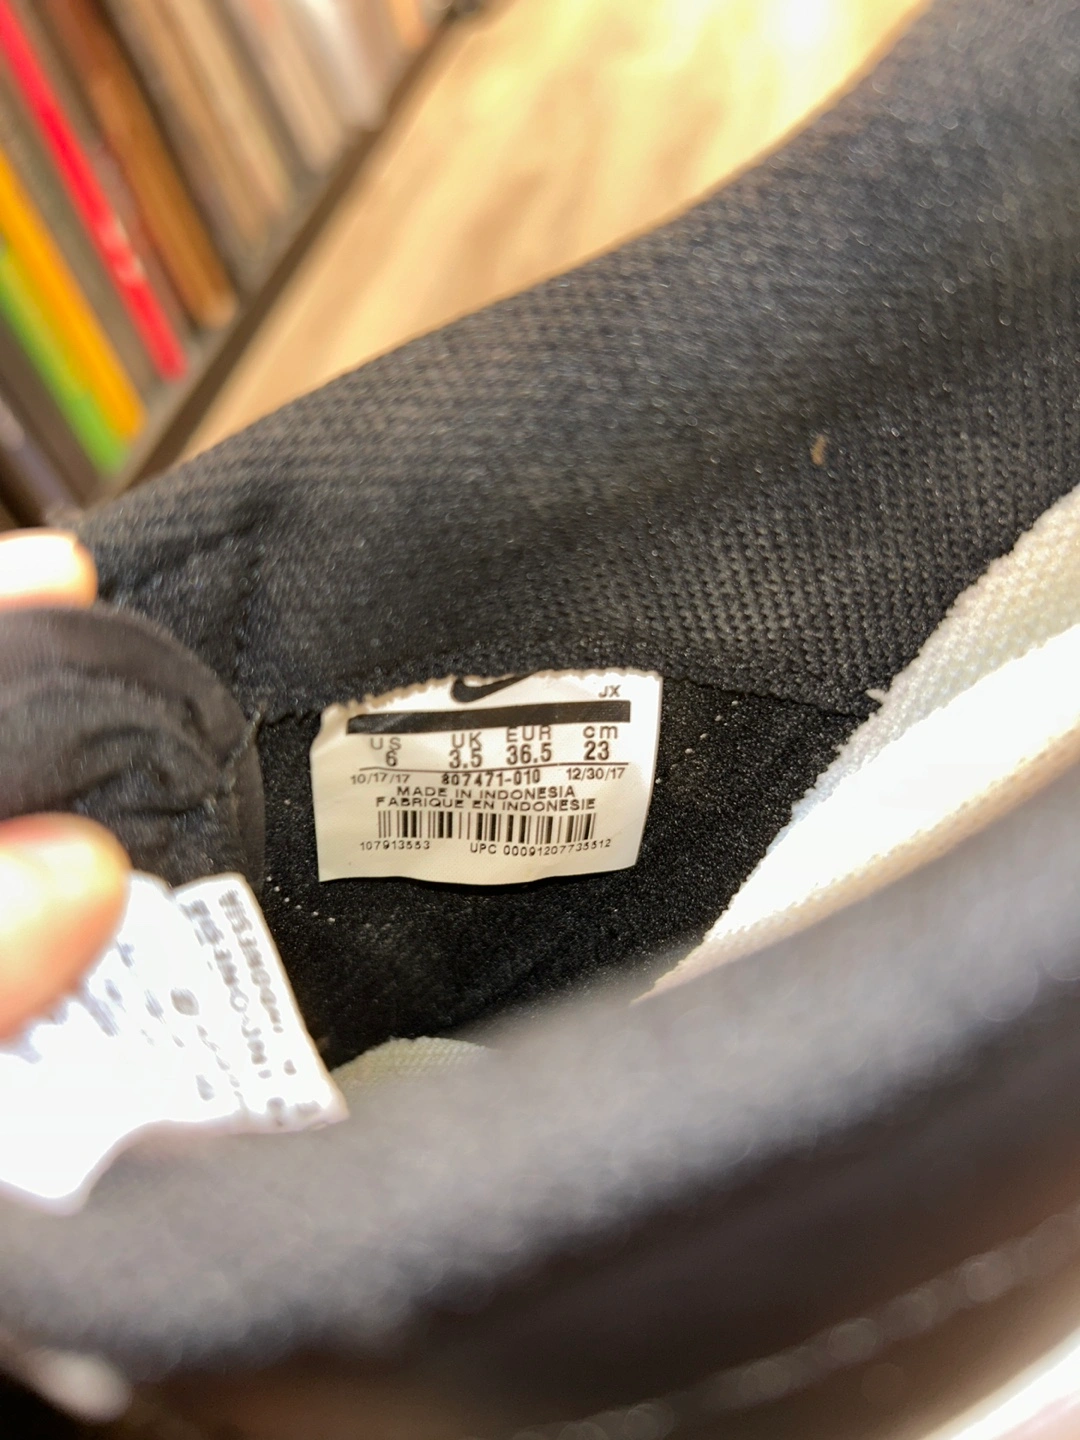 JX
US UK EUR cm
6 3.5 36.5 23
10/17/17 807471-010 12/30/17
MADE IN INDONESIA
FABRIQUE EN INDONESIE
107913553 UPC 00091207735512